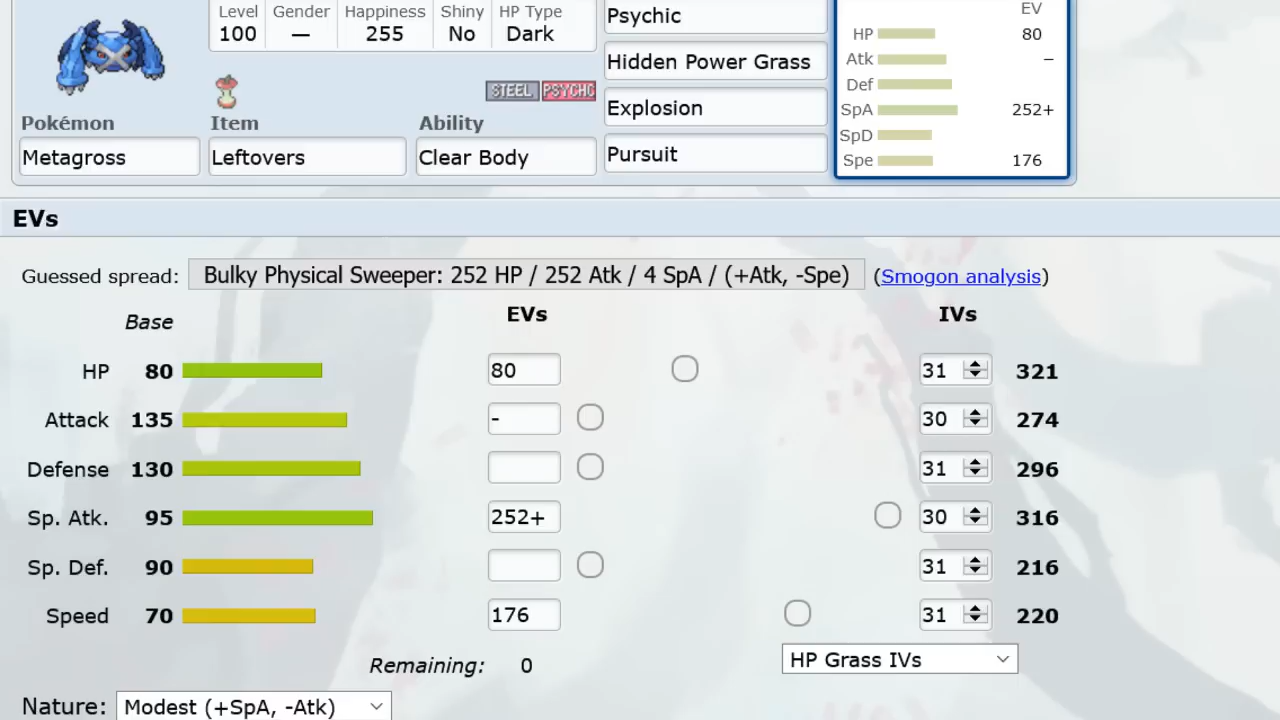 Level Gender Happiness Shiny HP Type
100 — 255 No Dark
STEEL PSYCHC
Pokémon Item Ability
Metagross Leftovers Clear Body
Psychic
Hidden Power Grass
Explosion
Pursuit
EV
HP 80
Atk –
Def
SpA 252+
SpD
Spe 176
EVs
Guessed spread: Bulky Physical Sweeper: 252 HP / 252 Atk / 4 SpA / (+Atk, -Spe) (Smogon analysis)
Base EVs IVs
HP 80 80 31 321
Attack 135 - 30 274
Defense 130 31 296
Sp. Atk. 95 252+ 30 316
Sp. Def. 90 31 216
Speed 70 176 31 220
Remaining: 0 HP Grass IVs
Nature: Modest (+SpA, -Atk)